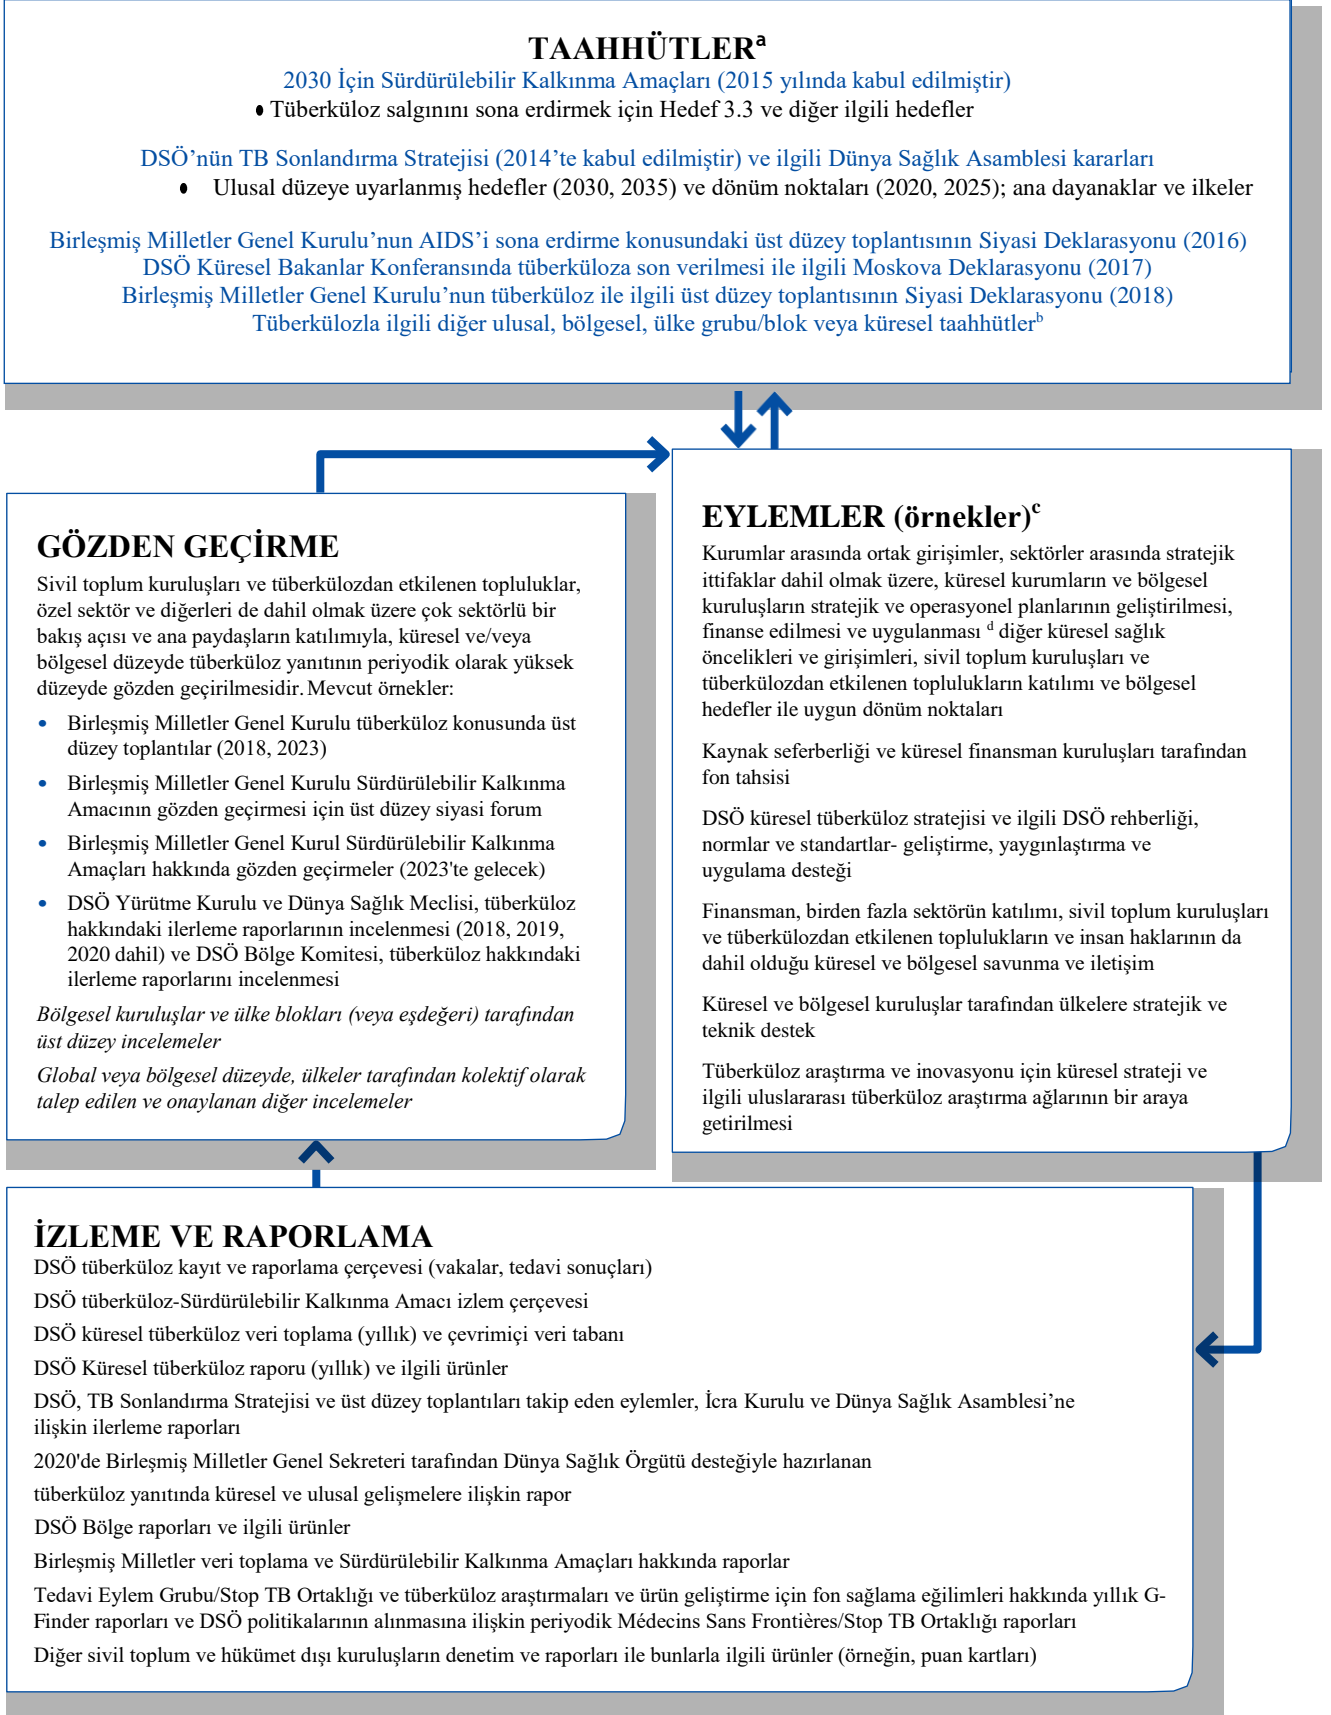 TAAHHÜTLERᵃ
2030 İçin Sürdürülebilir Kalkınma Amaçları (2015 yılında kabul edilmiştir)
• Tüberküloz salgınını sona erdirmek için Hedef 3.3 ve diğer ilgili hedefler
DSÖ’nün TB Sonlandırma Stratejisi (2014’te kabul edilmiştir) ve ilgili Dünya Sağlık Asamblesi kararları
• Ulusal düzeye uyarlanmış hedefler (2030, 2035) ve dönüm noktaları (2020, 2025); ana dayanaklar ve ilkeler
Birleşmiş Milletler Genel Kurulu’nun AIDS’i sona erdirme konusundaki üst düzey toplantısının Siyasi Deklarasyonu (2016)
DSÖ Küresel Bakanlar Konferansında tüberküloza son verilmesi ile ilgili Moskova Deklarasyonu (2017)
Birleşmiş Milletler Genel Kurulu’nun tüberküloz ile ilgili üst düzey toplantısının Siyasi Deklarasyonu (2018)
Tüberkülozla ilgili diğer ulusal, bölgesel, ülke grubu/blok veya küresel taahhütlerᵇ
GÖZDEN GEÇİRME
Sivil toplum kuruluşları ve tüberkülozdan etkilenen topluluklar,
özel sektör ve diğerleri de dahil olmak üzere çok sektörlü bir
bakış açısı ve ana paydaşların katılımıyla, küresel ve/veya
bölgesel düzeyde tüberküloz yanıtının periyodik olarak yüksek
düzeyde gözden geçirilmesidir. Mevcut örnekler:
• Birleşmiş Milletler Genel Kurulu tüberküloz konusunda üst
düzey toplantılar (2018, 2023)
• Birleşmiş Milletler Genel Kurulu Sürdürülebilir Kalkınma
Amacının gözden geçirmesi için üst düzey siyasi forum
• Birleşmiş Milletler Genel Kurul Sürdürülebilir Kalkınma
Amaçları hakkında gözden geçirmeler (2023'te gelecek)
• DSÖ Yürütme Kurulu ve Dünya Sağlık Meclisi, tüberküloz
hakkındaki ilerleme raporlarının incelenmesi (2018, 2019,
2020 dahil) ve DSÖ Bölge Komitesi, tüberküloz hakkındaki
ilerleme raporlarını incelenmesi
Bölgesel kuruluşlar ve ülke blokları (veya eşdeğeri) tarafından
üst düzey incelemeler
Global veya bölgesel düzeyde, ülkeler tarafından kolektif olarak
talep edilen ve onaylanan diğer incelemeler
EYLEMLER (örnekler)ᶜ
Kurumlar arasında ortak girişimler, sektörler arasında stratejik
ittifaklar dahil olmak üzere, küresel kurumların ve bölgesel
kuruluşların stratejik ve operasyonel planlarının geliştirilmesi,
finanse edilmesi ve uygulanması ᵈ diğer küresel sağlık
öncelikleri ve girişimleri, sivil toplum kuruluşları ve
tüberkülozdan etkilenen toplulukların katılımı ve bölgesel
hedefler ile uygun dönüm noktaları
Kaynak seferberliği ve küresel finansman kuruluşları tarafından
fon tahsisi
DSÖ küresel tüberküloz stratejisi ve ilgili DSÖ rehberliği,
normlar ve standartlar- geliştirme, yaygınlaştırma ve
uygulama desteği
Finansman, birden fazla sektörün katılımı, sivil toplum kuruluşları
ve tüberkülozdan etkilenen toplulukların ve insan haklarının da
dahil olduğu küresel ve bölgesel savunma ve iletişim
Küresel ve bölgesel kuruluşlar tarafından ülkelere stratejik ve
teknik destek
Tüberküloz araştırma ve inovasyonu için küresel strateji ve
ilgili uluslararası tüberküloz araştırma ağlarının bir araya
getirilmesi
İZLEME VE RAPORLAMA
DSÖ tüberküloz kayıt ve raporlama çerçevesi (vakalar, tedavi sonuçları)
DSÖ tüberküloz-Sürdürülebilir Kalkınma Amacı izlem çerçevesi
DSÖ küresel tüberküloz veri toplama (yıllık) ve çevrimiçi veri tabanı
DSÖ Küresel tüberküloz raporu (yıllık) ve ilgili ürünler
DSÖ, TB Sonlandırma Stratejisi ve üst düzey toplantıları takip eden eylemler, İcra Kurulu ve Dünya Sağlık Asamblesi’ne
ilişkin ilerleme raporları
2020'de Birleşmiş Milletler Genel Sekreteri tarafından Dünya Sağlık Örgütü desteğiyle hazırlanan
tüberküloz yanıtında küresel ve ulusal gelişmelere ilişkin rapor
DSÖ Bölge raporları ve ilgili ürünler
Birleşmiş Milletler veri toplama ve Sürdürülebilir Kalkınma Amaçları hakkında raporlar
Tedavi Eylem Grubu/Stop TB Ortaklığı ve tüberküloz araştırmaları ve ürün geliştirme için fon sağlama eğilimleri hakkında yıllık G-
Finder raporları ve DSÖ politikalarının alınmasına ilişkin periyodik Médecins Sans Frontières/Stop TB Ortaklığı raporları
Diğer sivil toplum ve hükümet dışı kuruluşların denetim ve raporları ile bunlarla ilgili ürünler (örneğin, puan kartları)